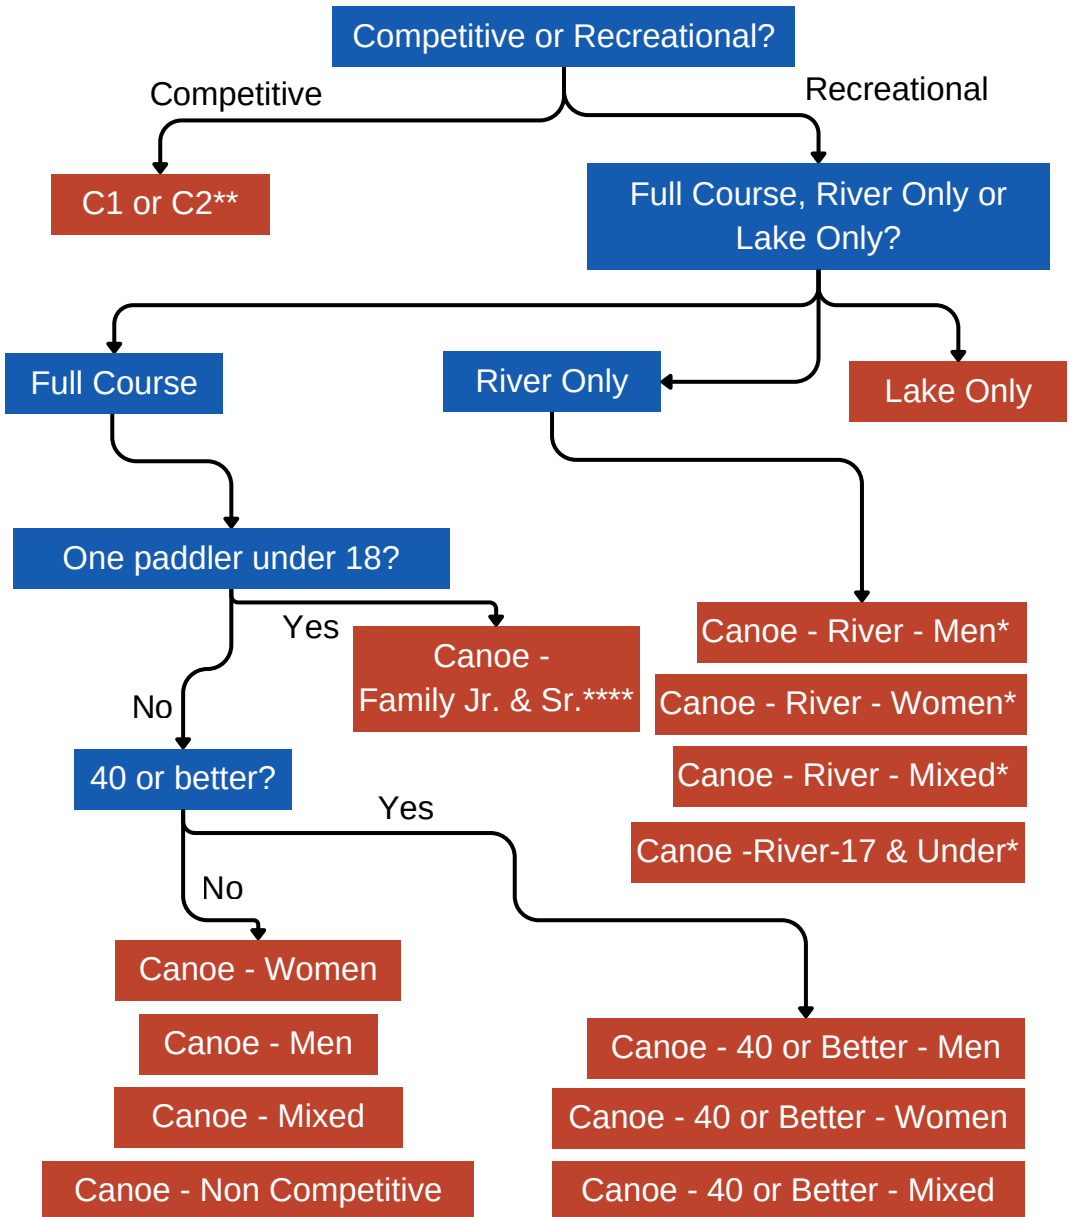 Competitive or Recreational?
Competitive
Recreational
C1 or C2**
Full Course, River Only or
Lake Only?
Full Course
River Only
Lake Only
One paddler under 18?
Yes
No
Canoe -
Family Jr. & Sr.****
Canoe - River - Men*
Canoe - River - Women*
Canoe - River - Mixed*
Canoe -River-17 & Under*
40 or better?
Yes
No
Canoe - Women
Canoe - Men
Canoe - Mixed
Canoe - Non Competitive
Canoe - 40 or Better - Men
Canoe - 40 or Better - Women
Canoe - 40 or Better - Mixed